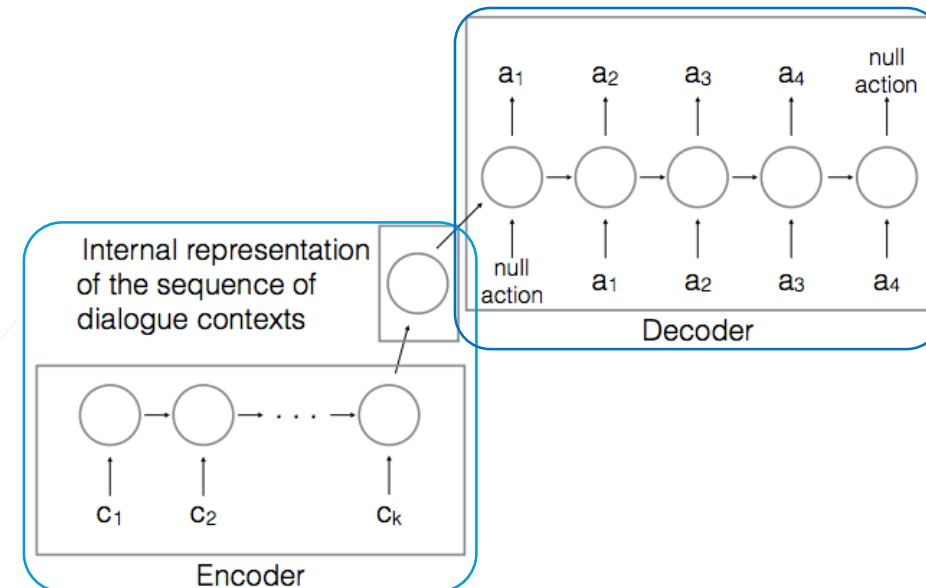 a₁ a₂ a₃ a₄ null action
null action a₁ a₂ a₃ a₄
Decoder
Internal representation
of the sequence of
dialogue contexts
. . .
c₁ c₂ cₖ
Encoder